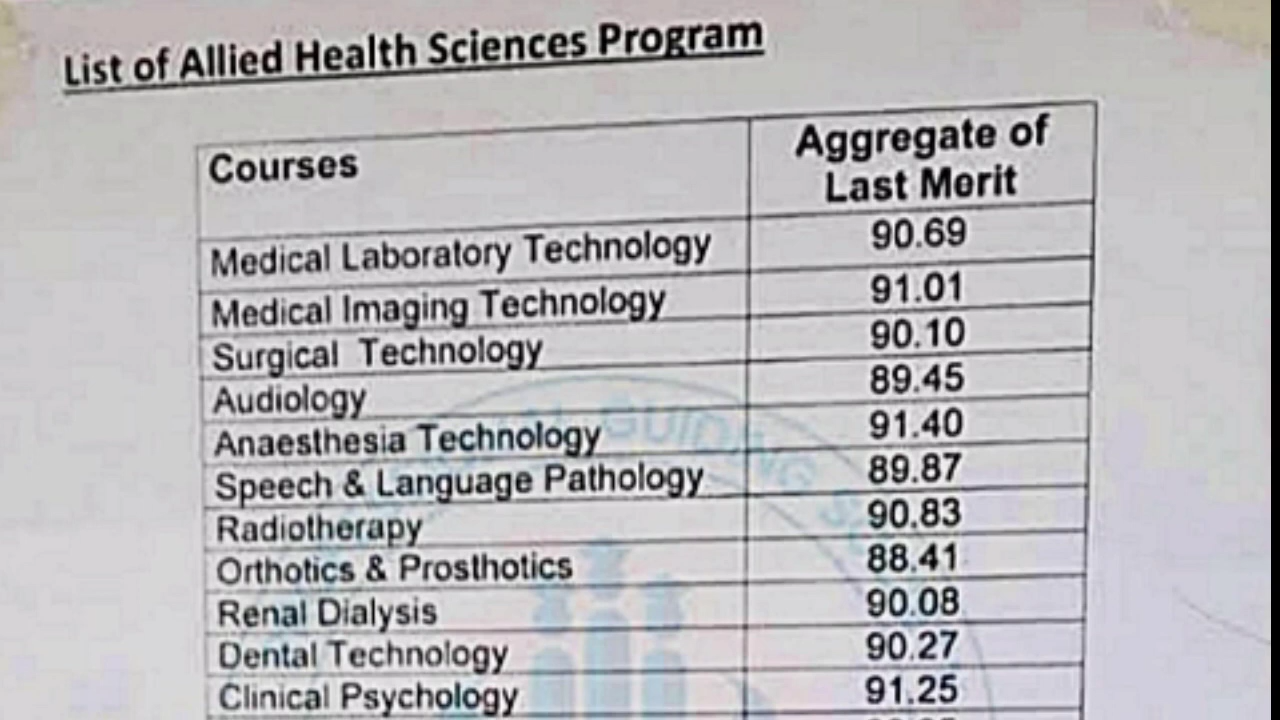 List of Allied Health Sciences Program
Courses Aggregate of
Last Merit
Medical Laboratory Technology 90.69
Medical Imaging Technology 91.01
Surgical Technology 90.10
Audiology 89.45
Anaesthesia Technology 91.40
Speech & Language Pathology 89.87
Radiotherapy 90.83
Orthotics & Prosthotics 88.41
Renal Dialysis 90.08
Dental Technology 90.27
Clinical Psychology 91.25
GUIDING